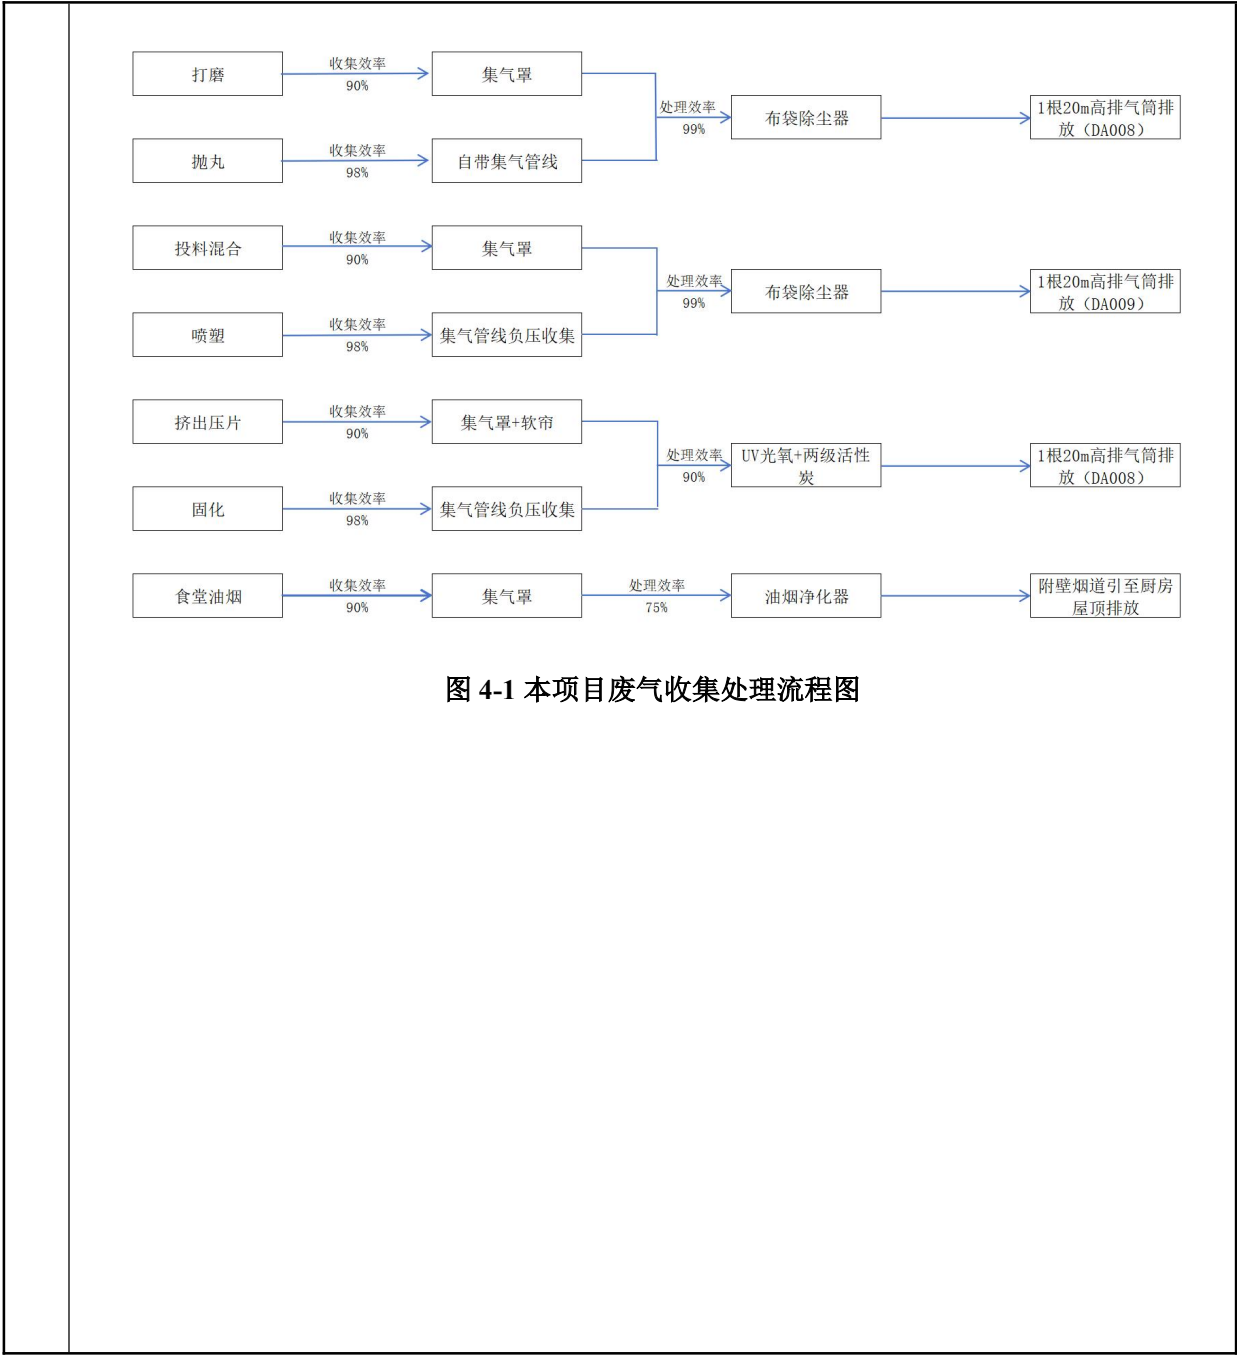 打磨
收集效率
90%
集气罩
抛丸
收集效率
98%
自带集气管线
处理效率
99%
布袋除尘器
1根20m高排气筒排
放（DA008）
投料混合
收集效率
90%
集气罩
喷塑
收集效率
98%
集气管线负压收集
处理效率
99%
布袋除尘器
1根20m高排气筒排
放（DA009）
挤出压片
收集效率
90%
集气罩+软帘
固化
收集效率
98%
集气管线负压收集
处理效率
90%
UV光氧+两级活性
炭
1根20m高排气筒排
放（DA008）
食堂油烟
收集效率
90%
集气罩
处理效率
75%
油烟净化器
附壁烟道引至厨房
屋顶排放
图 4-1 本项目废气收集处理流程图